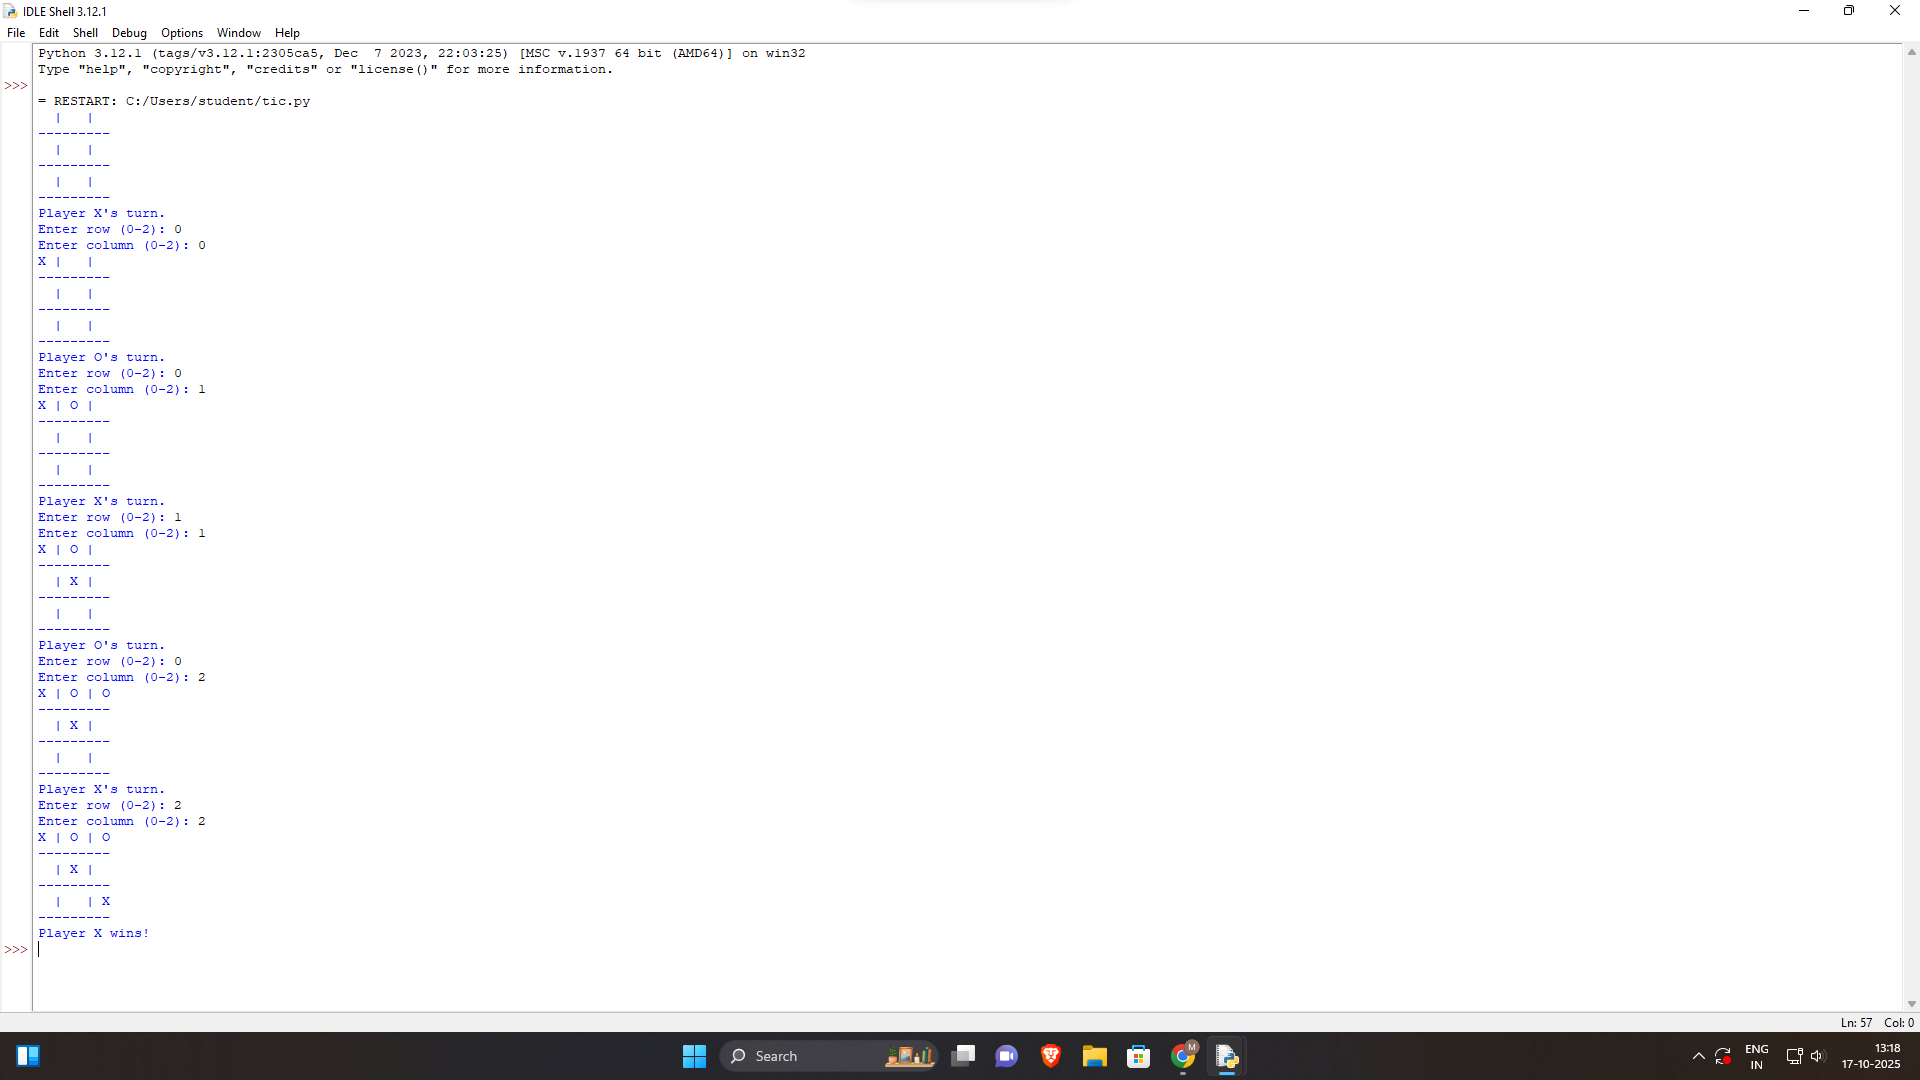 IDLE Shell 3.12.1
File Edit Shell Debug Options Window Help
Python 3.12.1 (tags/v3.12.1:2305ca5, Dec  7 2023, 22:03:25) [MSC v.1937 64 bit (AMD64)] on win32
Type "help", "copyright", "credits" or "license()" for more information.
>>>
= RESTART: C:/Users/student/tic.py
  |   |
---------
  |   |
---------
  |   |
---------
Player X's turn.
Enter row (0-2): 0
Enter column (0-2): 0
X |   |
---------
  |   |
---------
  |   |
---------
Player O's turn.
Enter row (0-2): 0
Enter column (0-2): 1
X | O |
---------
  |   |
---------
  |   |
---------
Player X's turn.
Enter row (0-2): 1
Enter column (0-2): 1
X | O |
---------
  | X |
---------
  |   |
---------
Player O's turn.
Enter row (0-2): 0
Enter column (0-2): 2
X | O | O
---------
  | X |
---------
  |   |
---------
Player X's turn.
Enter row (0-2): 2
Enter column (0-2): 2
X | O | O
---------
  | X |
---------
  |   | X
---------
Player X wins!
>>>
Ln: 57 Col: 0
Search
M
ENG
IN
13:18
17-10-2025